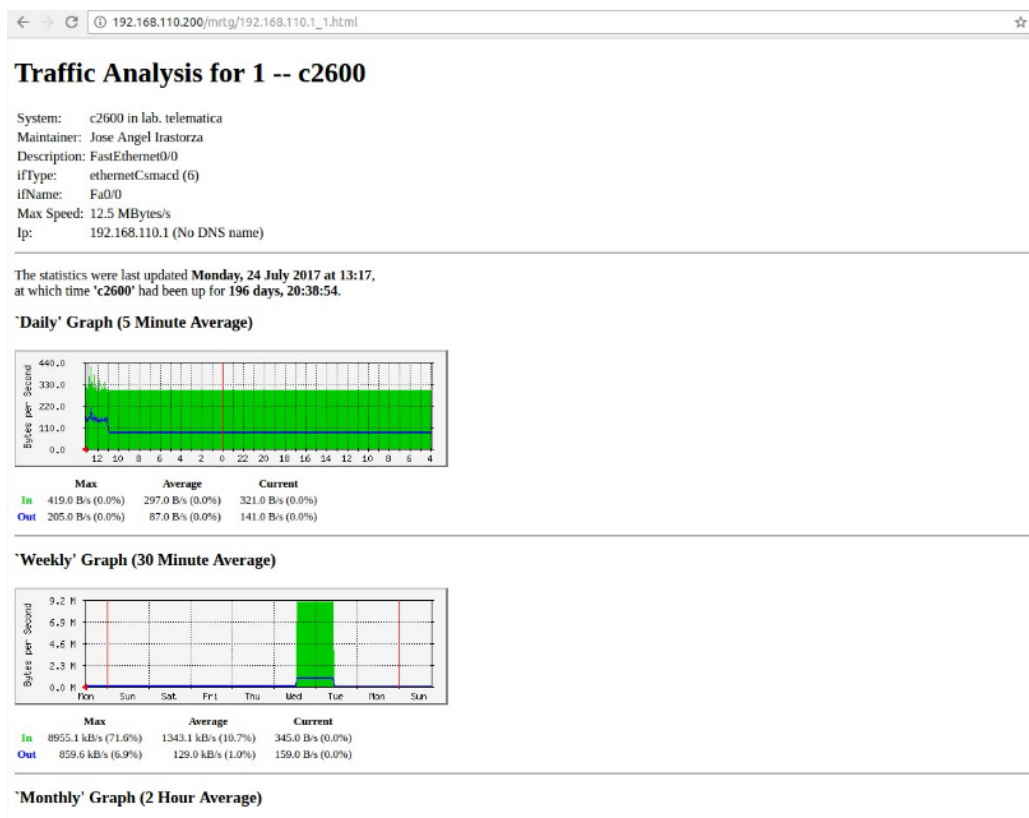 192.168.110.200/mrtg/192.168.110.1_1.html
Traffic Analysis for 1 -- c2600
System: c2600 in lab. telematica
Maintainer: Jose Angel Irastorza
Description: FastEthernet0/0
ifType: ethernetCsmacd (6)
ifName: Fa0/0
Max Speed: 12.5 MBytes/s
Ip: 192.168.110.1 (No DNS name)
The statistics were last updated Monday, 24 July 2017 at 13:17,
at which time 'c2600' had been up for 196 days, 20:38:54.
`Daily' Graph (5 Minute Average)
Bytes per Second
440.0
330.0
220.0
110.0
0.0
12 10 8 6 4 2 0 22 20 18 16 14 12 10 8 6 4
Max Average Current
In 419.0 B/s (0.0%) 297.0 B/s (0.0%) 321.0 B/s (0.0%)
Out 205.0 B/s (0.0%) 87.0 B/s (0.0%) 141.0 B/s (0.0%)
`Weekly' Graph (30 Minute Average)
Bytes per Second
9.2 M
6.9 M
4.6 M
2.3 M
0.0 M
Mon Sun Sat Fri Thu Wed Tue Mon Sun
Max Average Current
In 8955.1 kB/s (71.6%) 1343.1 kB/s (10.7%) 345.0 B/s (0.0%)
Out 859.6 kB/s (6.9%) 129.0 kB/s (1.0%) 159.0 B/s (0.0%)
`Monthly' Graph (2 Hour Average)